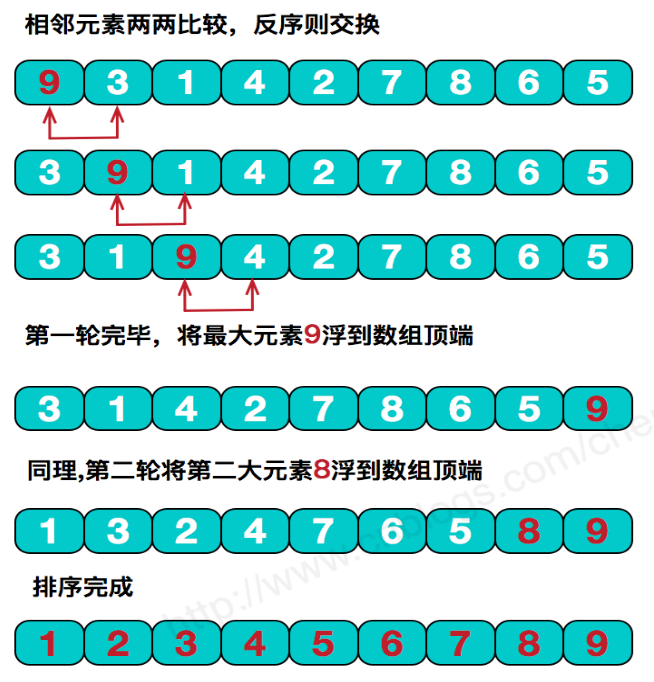 相邻元素两两比较，反序则交换
9 3 1 4 2 7 8 6 5
3 9 1 4 2 7 8 6 5
3 1 9 4 2 7 8 6 5
第一轮完毕，将最大元素9浮到数组顶端
3 1 4 2 7 8 6 5 9
同理,第二轮将第二大元素8浮到数组顶端
1 3 2 4 7 6 5 8 9
排序完成
1 2 3 4 5 6 7 8 9